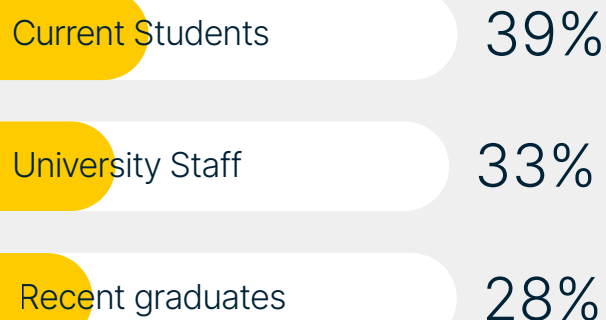 Current Students 39%
University Staff 33%
Recent graduates 28%